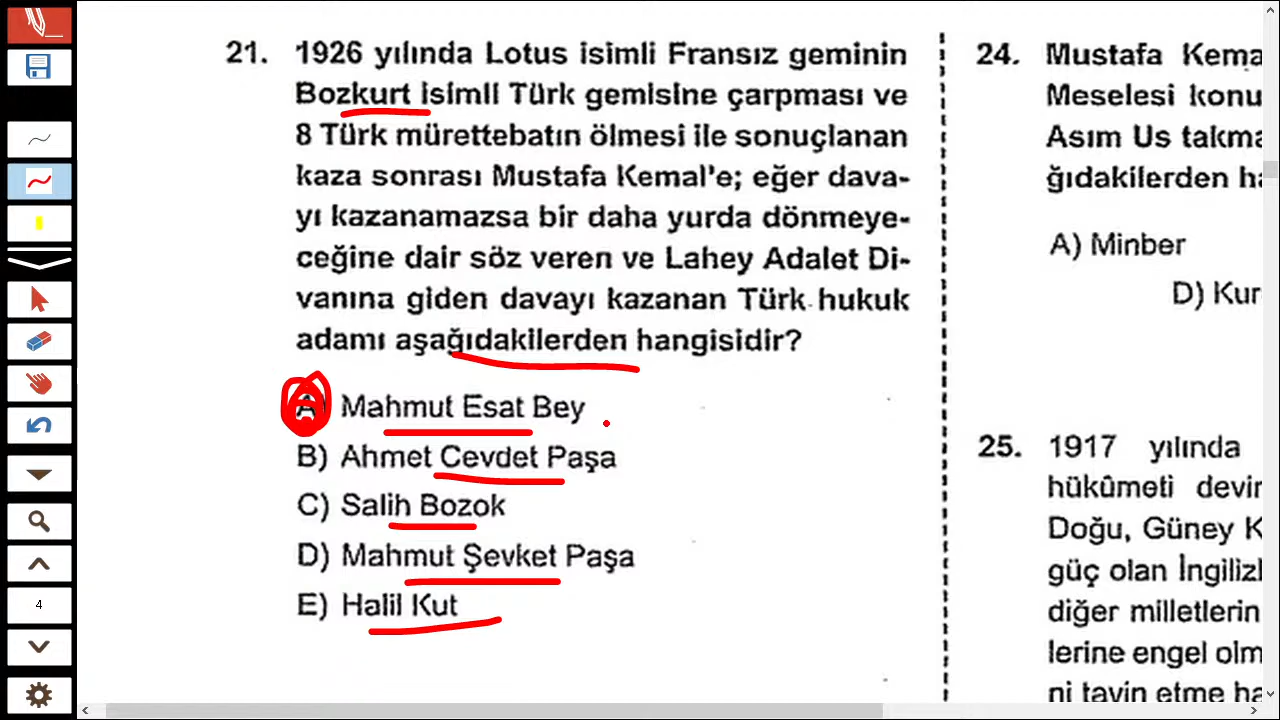 21. 1926 yılında Lotus isimli Fransız geminin
Bozkurt isimli Türk gemisine çarpması ve
8 Türk mürettebatın ölmesi ile sonuçlanan
kaza sonrası Mustafa Kemal'e; eğer dava-
yı kazanamazsa bir daha yurda dönmeye-
ceğine dair söz veren ve Lahey Adalet Di-
vanına giden davayı kazanan Türk hukuk
adamı aşağıdakilerden hangisidir?
A) Mahmut Esat Bey
B) Ahmet Cevdet Paşa
C) Salih Bozok
D) Mahmut Şevket Paşa
E) Halil Kut
24. Mustafa Kema
Meselesi konu
Asım Us takma
ğıdakilerden ha
A) Minber
D) Kur
25. 1917 yılında
hükûmeti devir
Doğu, Güney K
güç olan İngilizl
diğer milletlerin
lerine engel olm
ni tayin etme ha
4